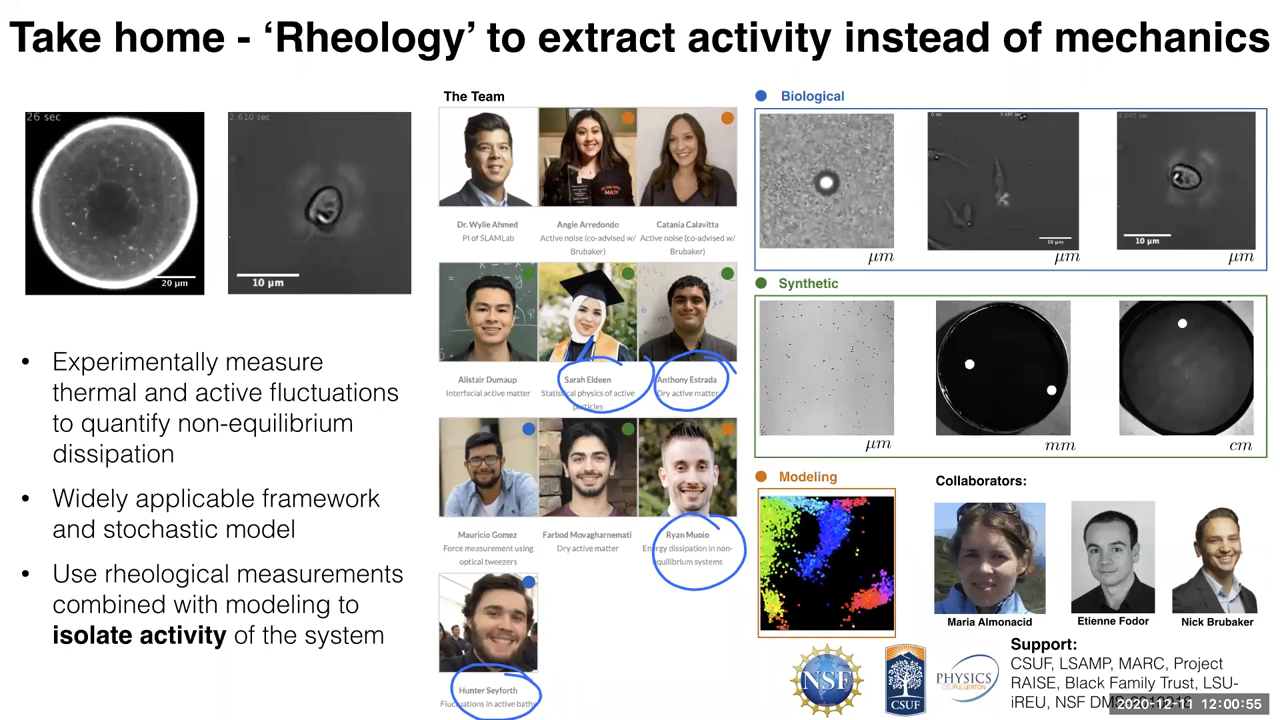 Take home - ‘Rheology’ to extract activity instead of mechanics
26 sec
20 µm
2.610 sec
10 µm
• Experimentally measure
thermal and active fluctuations
to quantify non-equilibrium
dissipation
• Widely applicable framework
and stochastic model
• Use rheological measurements
combined with modeling to
isolate activity of the system
The Team
Dr. Wylie Ahmed
PI of SLAMLab
Angie Arredondo
Active noise (co-advised w/
Brubaker)
Catania Calavitta
Active noise (co-advised w/
Brubaker)
Alistair Dumaup
Interfacial active matter
Sarah Eldeen
Statistical physics of active
particles
Anthony Estrada
Dry active matter
Mauricio Gomez
Force measurement using
optical tweezers
Farbod Movagharnemati
Dry active matter
Ryan Muoio
Energy dissipation in non-
equilibrium systems
Hunter Seyforth
Fluctuations in active baths
Biological
10 µm
10 µm
µm
µm
µm
Synthetic
µm
mm
cm
Modeling
Collaborators:
Maria Almonacid
Etienne Fodor
Nick Brubaker
NSF
CSUF
PHYSICS
CSU FULLERTON
Support:
CSUF, LSAMP, MARC, Project
RAISE, Black Family Trust, LSU-
iREU, NSF
2020-12-11 12:00:55